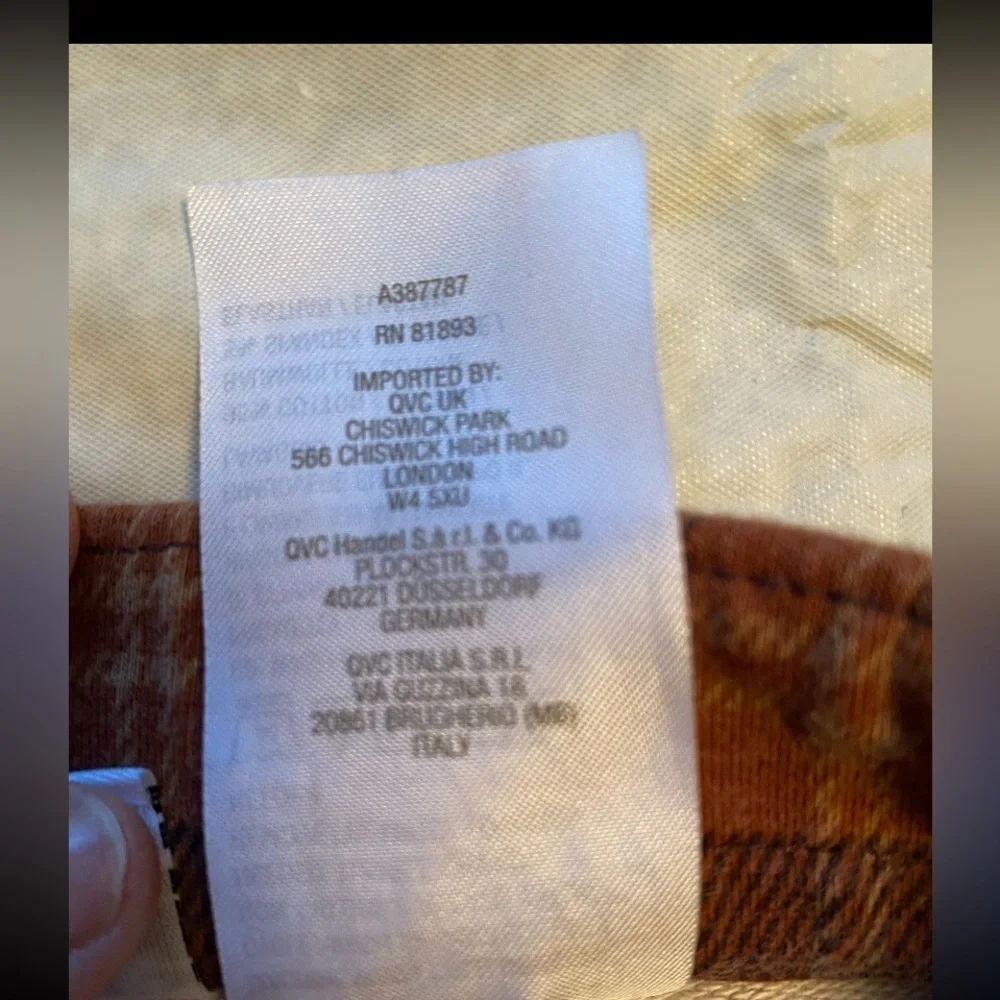 A387787
RN 81893
IMPORTED BY:
QVC UK
CHISWICK PARK
566 CHISWICK HIGH ROAD
LONDON
W4 5XU
QVC Handel S.à r.l. & Co. KG
PLOCKSTR. 30
40221 DÜSSELDORF
GERMANY
QVC ITALIA S.R.L
VIA GUZZINA 18
20861 BRUGHERIO (MB)
ITALY